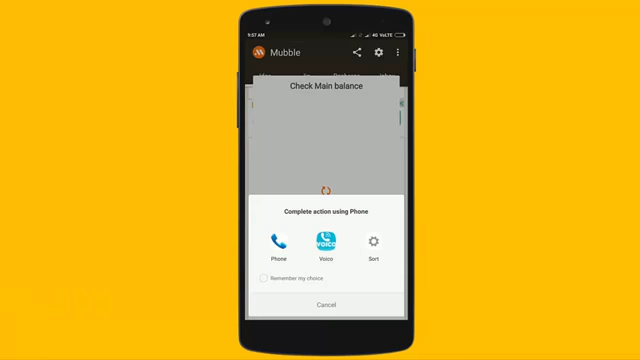 9:57 AM
4G VoLTE
Mubble
Check Main balance
Complete action using Phone
VOICO
Phone Voico Sort
Remember my choice
Cancel